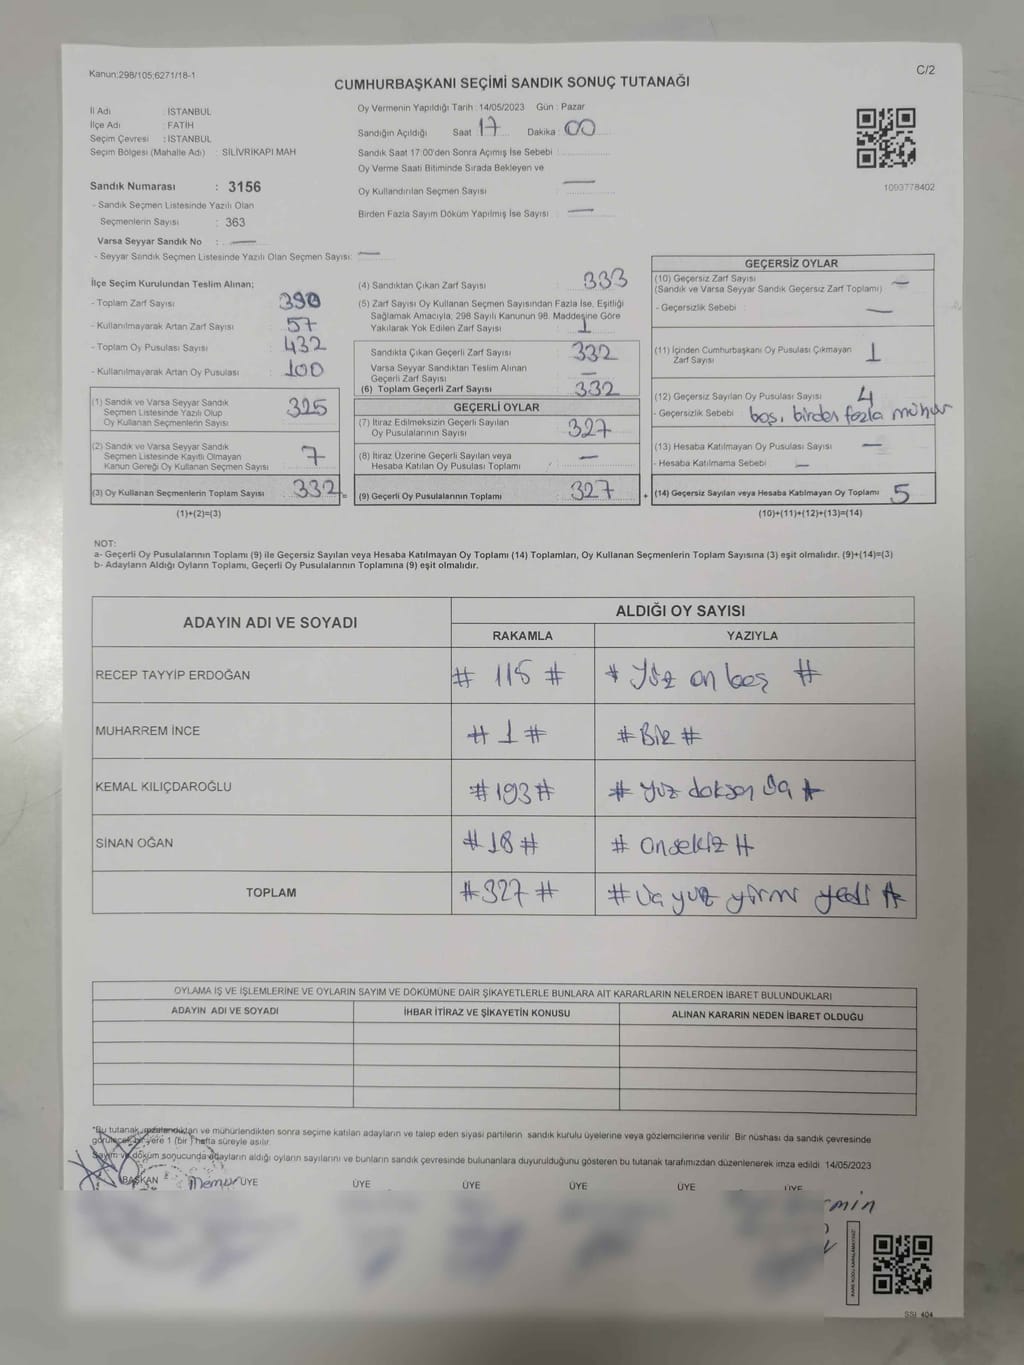 Kanun:298/105;6271/18-1
C/2
CUMHURBAŞKANI SEÇİMİ SANDIK SONUÇ TUTANAĞI
İl Adı : İSTANBUL
İlçe Adı : FATİH
Seçim Çevresi : İSTANBUL
Seçim Bölgesi (Mahalle Adı) : SİLİVRİKAPI MAH
Sandık Numarası : 3156
- Sandık Seçmen Listesinde Yazılı Olan
Seçmenlerin Sayısı : 363
Varsa Seyyar Sandık No : —
- Seyyar Sandık Seçmen Listesinde Yazılı Olan Seçmen Sayısı: —
Oy Vermenin Yapıldığı Tarih : 14/05/2023 Gün : Pazar
Sandığın Açıldığı Saat 17 Dakika : 00
Sandık Saat 17:00'den Sonra Açımış İse Sebebi :
Oy Verme Saati Bitiminde Sırada Bekleyen ve
Oy Kullandırılan Seçmen Sayısı : —
Birden Fazla Sayım Döküm Yapılmış İse Sayısı : —
1093778402
İlçe Seçim Kurulundan Teslim Alınan;
- Toplam Zarf Sayısı : 390
- Kullanılmayarak Artan Zarf Sayısı : 57
- Toplam Oy Pusulası Sayısı : 432
- Kullanılmayarak Artan Oy Pusulası : 100
(1) Sandık ve Varsa Seyyar Sandık
Seçmen Listesinde Yazılı Olup
Oy Kullanan Seçmenlerin Sayısı : 325
(2) Sandık ve Varsa Seyyar Sandık
Seçmen Listesinde Kayıtlı Olmayan
Kanun Gereği Oy Kullanan Seçmen Sayısı : 7
(3) Oy Kullanan Seçmenlerin Toplam Sayısı : 332 =
(1)+(2)=(3)
(4) Sandıktan Çıkan Zarf Sayısı : 333
(5) Zarf Sayısı Oy Kullanan Seçmen Sayısından Fazla İse, Eşitliği
Sağlamak Amacıyla, 298 Sayılı Kanunun 98. Maddesine Göre
Yakılarak Yok Edilen Zarf Sayısı : 1
Sandıkta Çıkan Geçerli Zarf Sayısı : 332
Varsa Seyyar Sandıktan Teslim Alınan
Geçerli Zarf Sayısı : —
(6) Toplam Geçerli Zarf Sayısı : 332
GEÇERLİ OYLAR
(7) İtiraz Edilmeksizin Geçerli Sayılan
Oy Pusulalarının Sayısı : 327
(8) İtiraz Üzerine Geçerli Sayılan veya
Hesaba Katılan Oy Pusulası Toplamı : —
(9) Geçerli Oy Pusulalarının Toplamı : 327 +
GEÇERSİZ OYLAR
(10) Geçersiz Zarf Sayısı : —
(Sandık ve Varsa Seyyar Sandık Geçersiz Zarf Toplamı)
- Geçersizlik Sebebi : —
(11) İçinden Cumhurbaşkanı Oy Pusulası Çıkmayan
Zarf Sayısı : 1
(12) Geçersiz Sayılan Oy Pusulası Sayısı : 4
- Geçersizlik Sebebi boş, birden fazla mühür
(13) Hesaba Katılmayan Oy Pusulası Sayısı : —
- Hesaba Katılmama Sebebi : —
(14) Geçersiz Sayılan veya Hesaba Katılmayan Oy Toplamı : 5
(10)+(11)+(12)+(13)=(14)
NOT:
a- Geçerli Oy Pusulalarının Toplamı (9) ile Geçersiz Sayılan veya Hesaba Katılmayan Oy Toplamı (14) Toplamları, Oy Kullanan Seçmenlerin Toplam Sayısına (3) eşit olmalıdır. (9)+(14)=(3)
b- Adayların Aldığı Oyların Toplamı, Geçerli Oy Pusulalarının Toplamına (9) eşit olmalıdır.
ADAYIN ADI VE SOYADI ALDIĞI OY SAYISI
RAKAMLA YAZIYLA
RECEP TAYYİP ERDOĞAN # 115 # # Yüz on beş #
MUHARREM İNCE # 1 # # Bir #
KEMAL KILIÇDAROĞLU # 193 # # yüz doksan üç #
SİNAN OĞAN # 18 # # Onsekiz #
TOPLAM # 327 # # üç yüz yirmi yedi #
OYLAMA İŞ VE İŞLEMLERİNE VE OYLARIN SAYIM VE DÖKÜMÜNE DAİR ŞİKAYETLERLE BUNLARA AİT KARARLARIN NELERDEN İBARET BULUNDUKLARI
ADAYIN ADI VE SOYADI İHBAR İTİRAZ VE ŞİKAYETİN KONUSU ALINAN KARARIN NEDEN İBARET OLDUĞU
*Bu tutanak düzenlendikten ve mühürlendikten sonra seçime katılan adayların ve talep eden siyasi partilerin sandık kurulu üyelerine veya gözlemcilerine verilir. Bir nüshası da sandık çevresinde
görülecek bir yere 1 (bir) hafta süreyle asılır.
Sayım ve döküm sonucunda adayların aldığı oyların sayılarını ve bunların sandık çevresinde bulunanlara duyurulduğunu gösteren bu tutanak tarafımızdan düzenlenerek imza edildi. 14/05/2023
BAŞKAN Memur ÜYE ÜYE ÜYE ÜYE ÜYE ÜYE
SSI 404